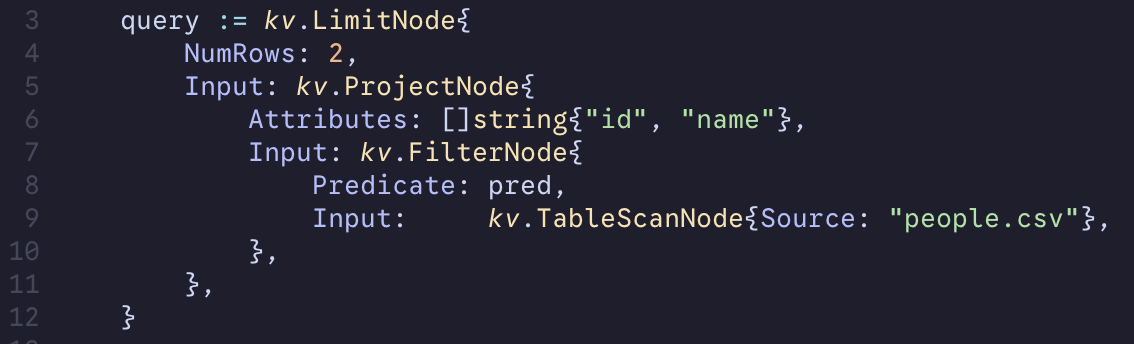 3 query := kv.LimitNode{
4 NumRows: 2,
5 Input: kv.ProjectNode{
6 Attributes: []string{"id", "name"},
7 Input: kv.FilterNode{
8 Predicate: pred,
9 Input: kv.TableScanNode{Source: "people.csv"},
10 },
11 },
12 }